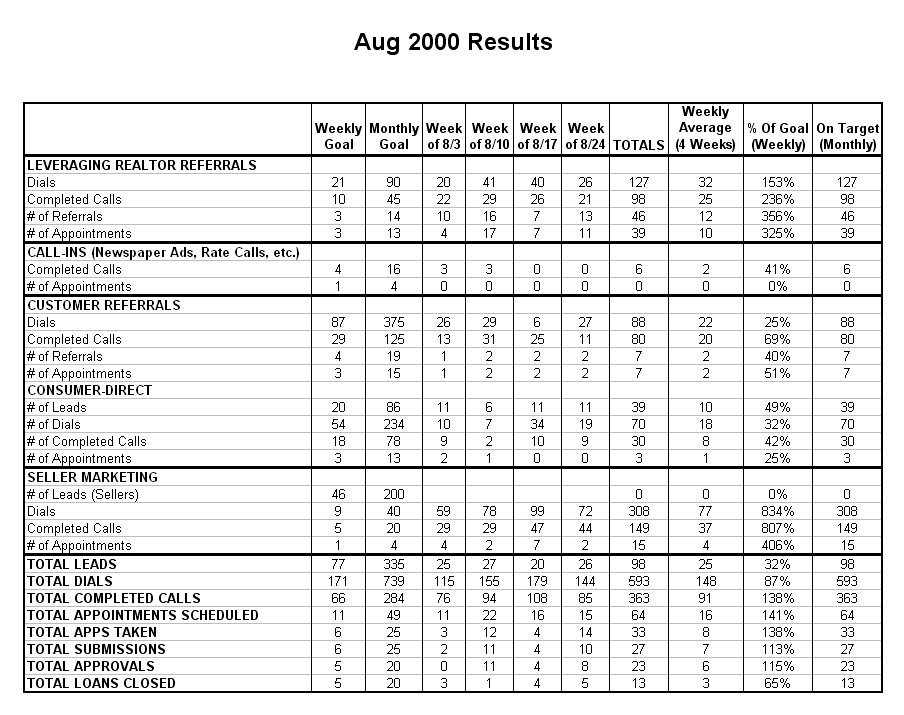 Aug 2000 Results
Weekly Goal Monthly Goal Week of 8/3 Week of 8/10 Week of 8/17 Week of 8/24 TOTALS Weekly Average (4 Weeks) % Of Goal (Weekly) On Target (Monthly)
LEVERAGING REALTOR REFERRALS
Dials 21 90 20 41 40 26 127 32 153% 127
Completed Calls 10 45 22 29 26 21 98 25 236% 98
# of Referrals 3 14 10 16 7 13 46 12 356% 46
# of Appointments 3 13 4 17 7 11 39 10 325% 39
CALL-INS (Newspaper Ads, Rate Calls, etc.)
Completed Calls 4 16 3 3 0 0 6 2 41% 6
# of Appointments 1 4 0 0 0 0 0 0 0% 0
CUSTOMER REFERRALS
Dials 87 375 26 29 6 27 88 22 25% 88
Completed Calls 29 125 13 31 25 11 80 20 69% 80
# of Referrals 4 19 1 2 2 2 7 2 40% 7
# of Appointments 3 15 1 2 2 2 7 2 51% 7
CONSUMER-DIRECT
# of Leads 20 86 11 6 11 11 39 10 49% 39
# of Dials 54 234 10 7 34 19 70 18 32% 70
# of Completed Calls 18 78 9 2 10 9 30 8 42% 30
# of Appointments 3 13 2 1 0 0 3 1 25% 3
SELLER MARKETING
# of Leads (Sellers) 46 200 0 0 0% 0
Dials 9 40 59 78 99 72 308 77 834% 308
Completed Calls 5 20 29 29 47 44 149 37 807% 149
# of Appointments 1 4 4 2 7 2 15 4 406% 15
TOTAL LEADS 77 335 25 27 20 26 98 25 32% 98
TOTAL DIALS 171 739 115 155 179 144 593 148 87% 593
TOTAL COMPLETED CALLS 66 284 76 94 108 85 363 91 138% 363
TOTAL APPOINTMENTS SCHEDULED 11 49 11 22 16 15 64 16 141% 64
TOTAL APPS TAKEN 6 25 3 12 4 14 33 8 138% 33
TOTAL SUBMISSIONS 6 25 2 11 4 10 27 7 113% 27
TOTAL APPROVALS 5 20 0 11 4 8 23 6 115% 23
TOTAL LOANS CLOSED 5 20 3 1 4 5 13 3 65% 13